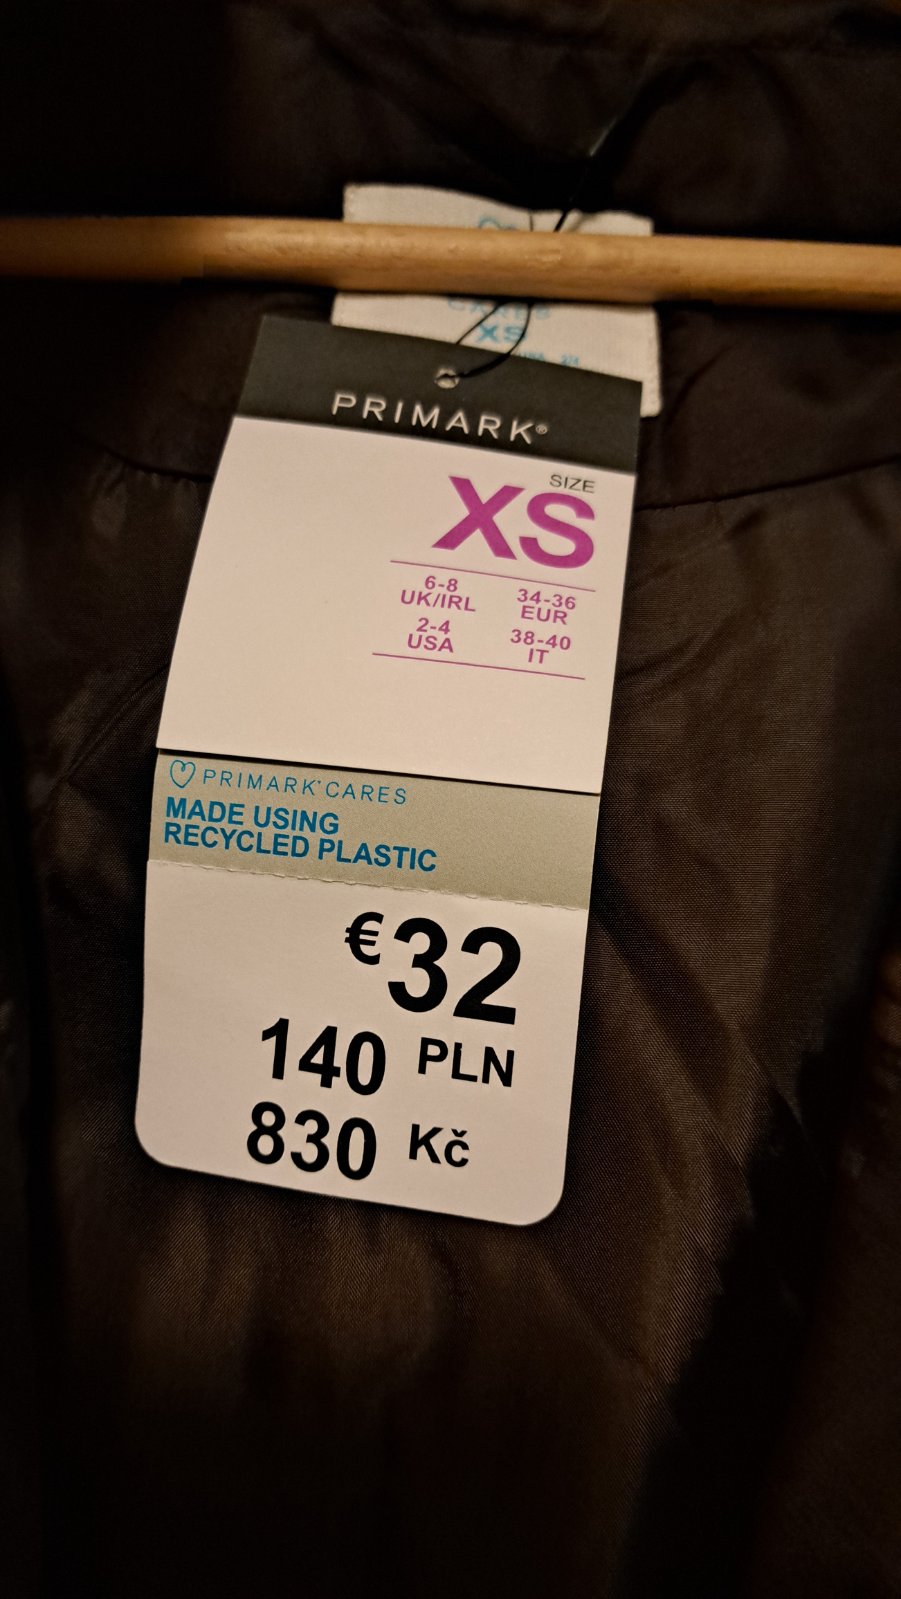 XS
PRIMARK®
SIZE
XS
6-8
UK/IRL
34-36
EUR
2-4
USA
38-40
IT
PRIMARK® CARES
MADE USING
RECYCLED PLASTIC
€32
140 PLN
830 Kč